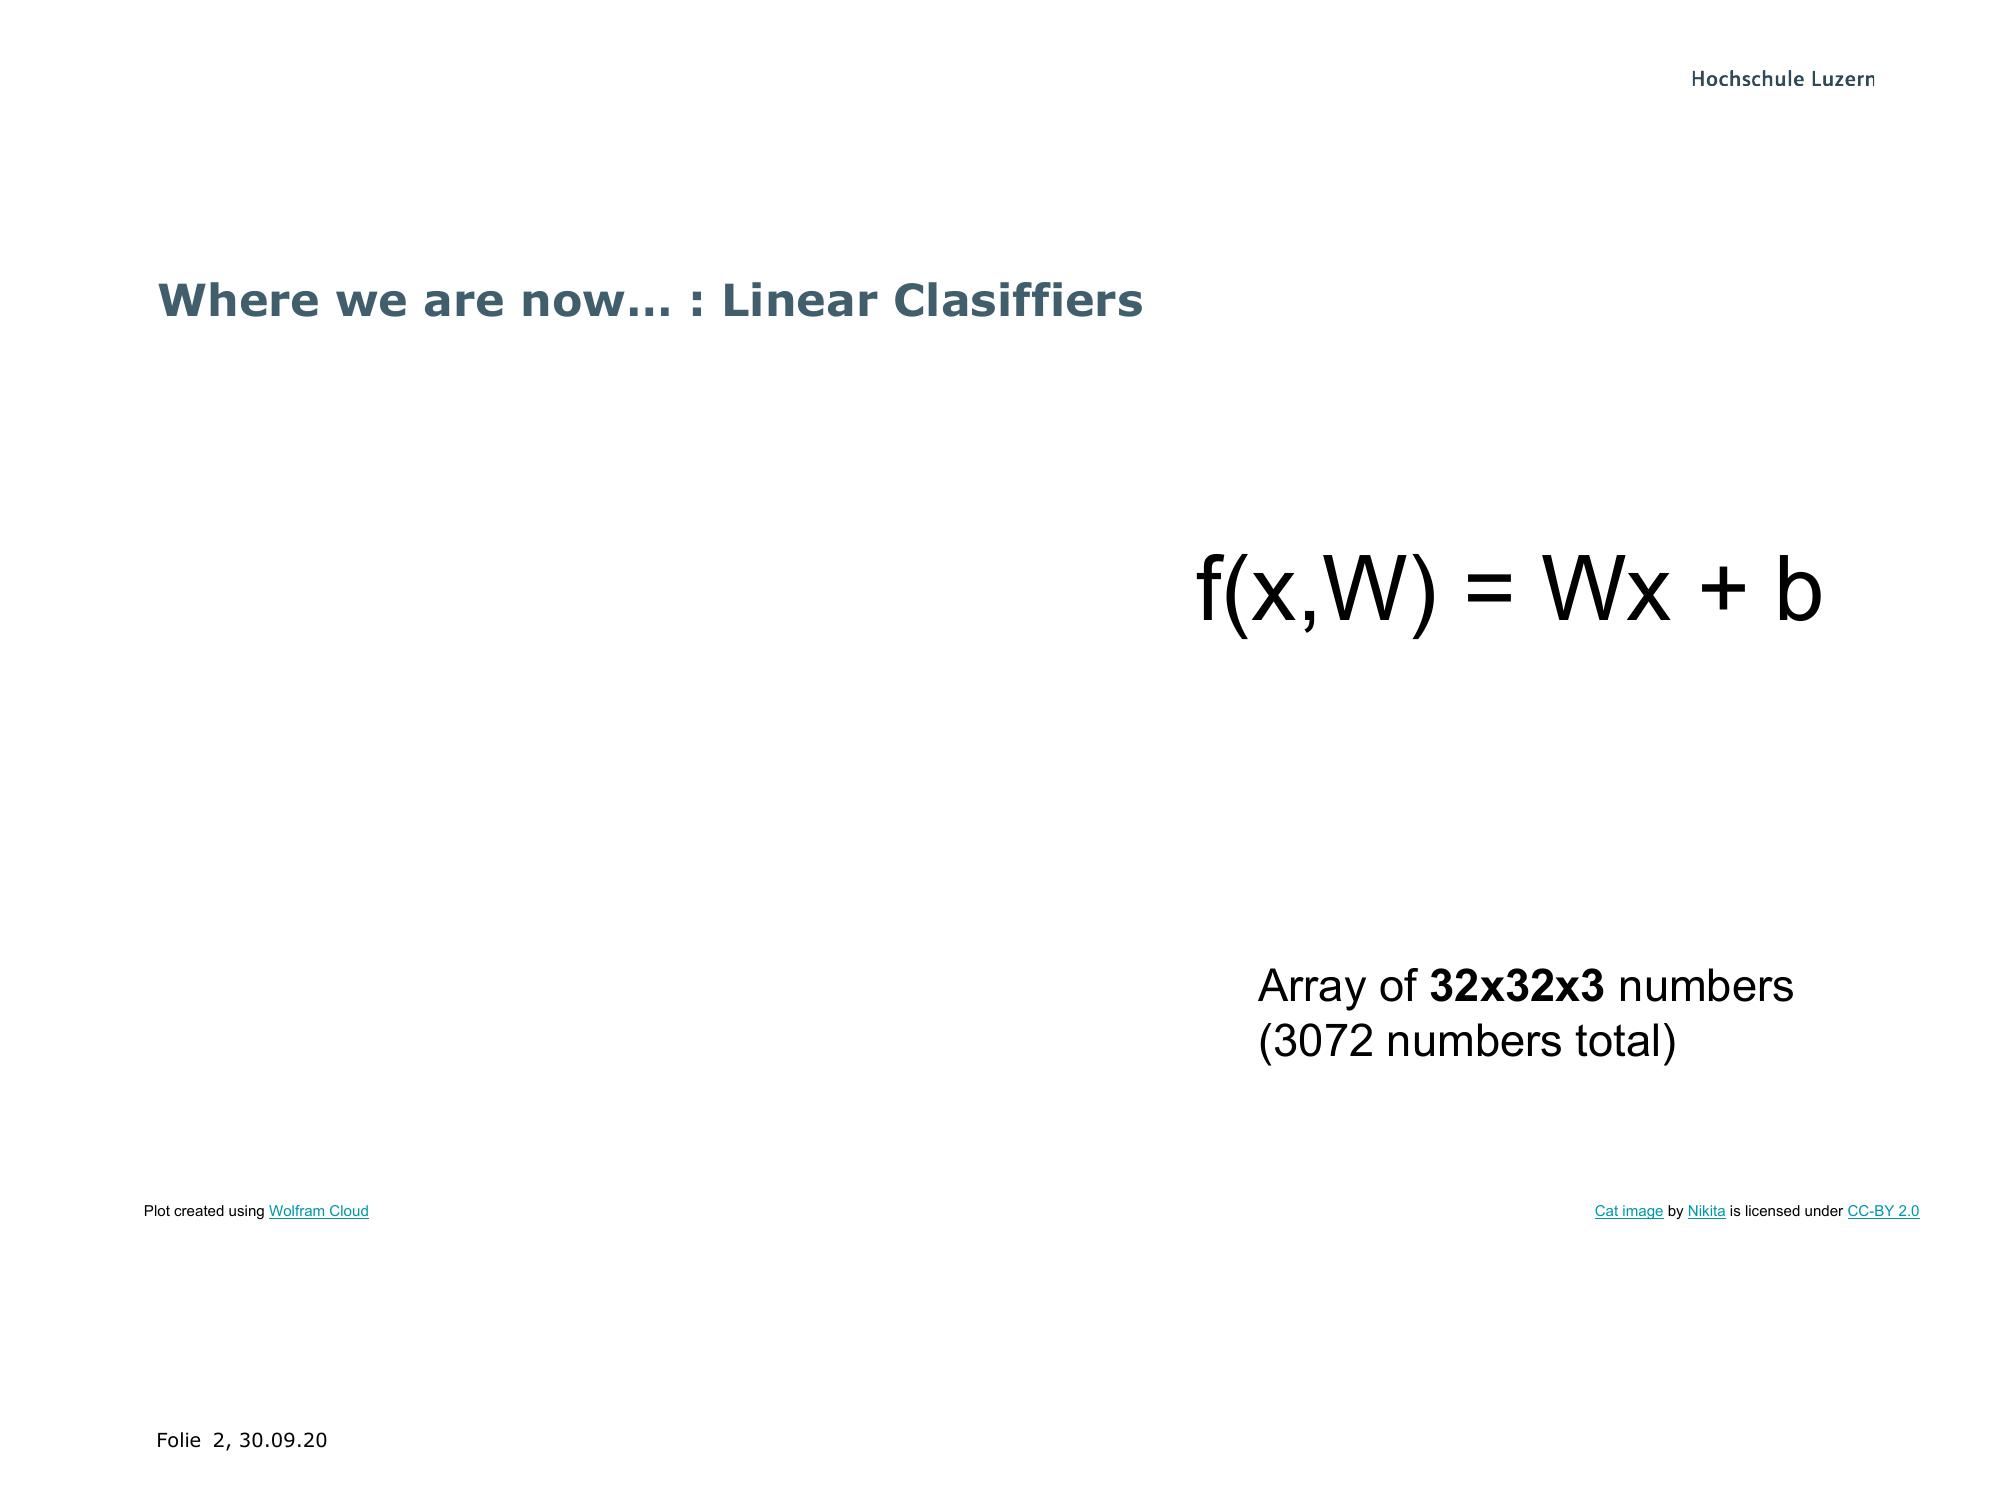 Hochschule Luzern
Where we are now... : Linear Clasiffiers
f(x,W) = Wx + b
Array of 32x32x3 numbers
(3072 numbers total)
Plot created using Wolfram Cloud
Cat image by Nikita is licensed under CC-BY 2.0
Folie 2, 30.09.20